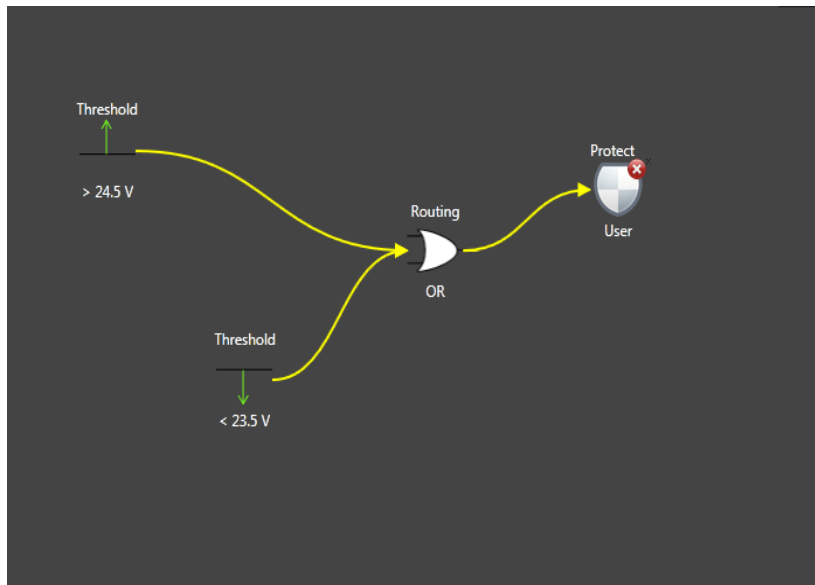 Threshold
> 24.5 V
Protect
User
Routing
OR
Threshold
< 23.5 V